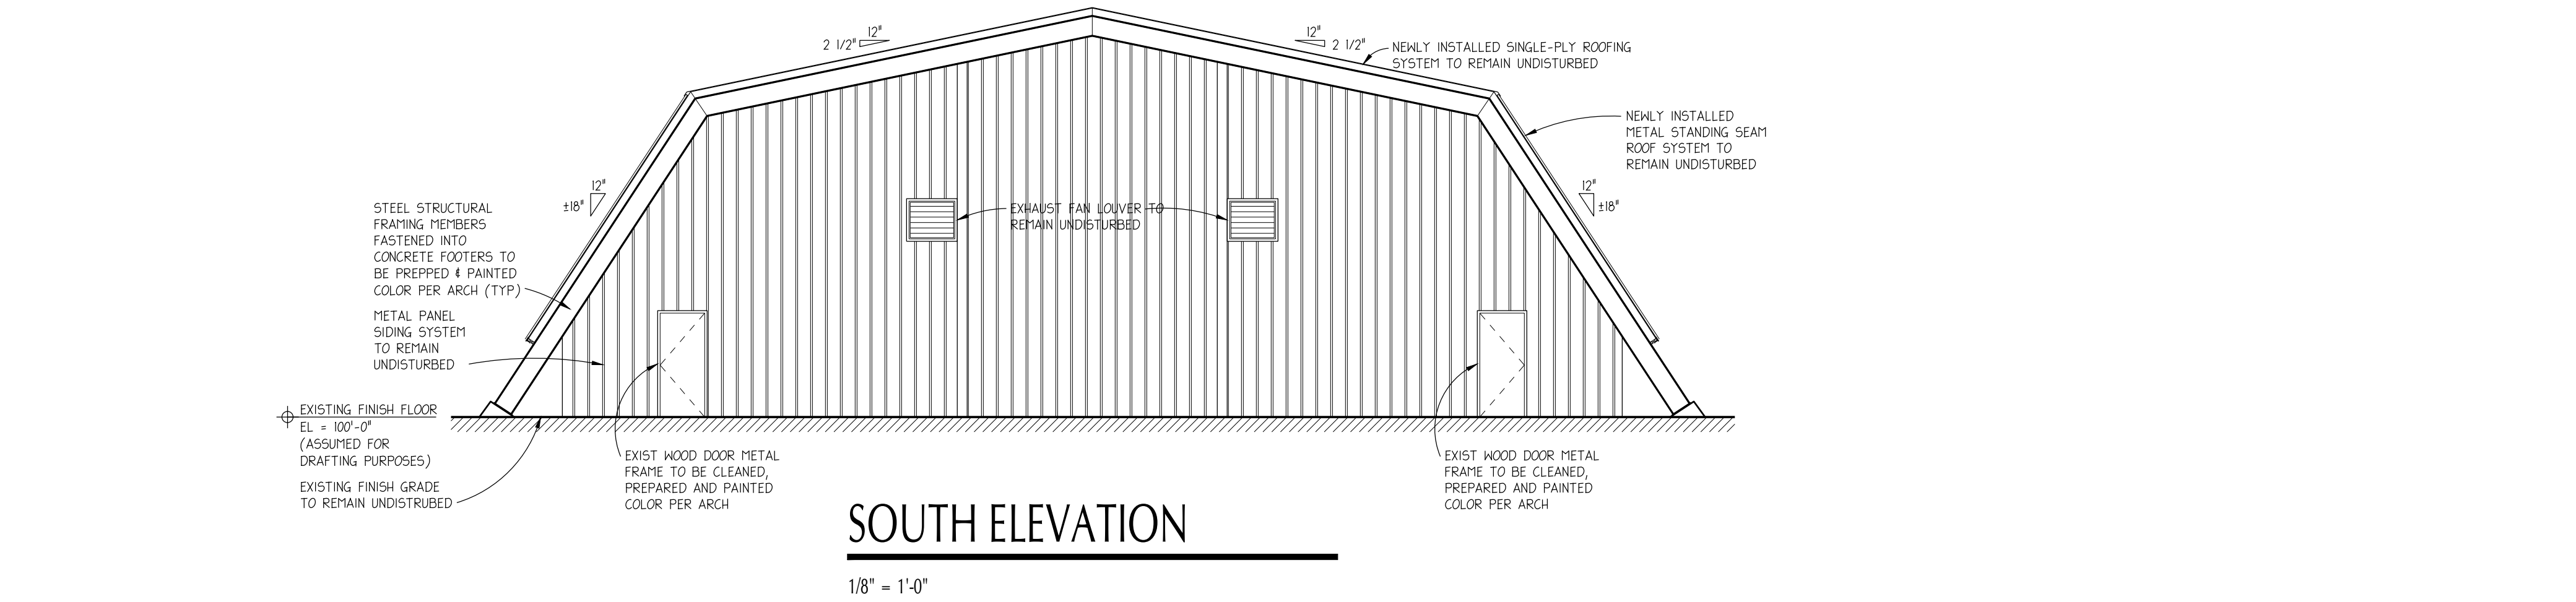 12"
2 1/2"
12"
2 1/2"
NEWLY INSTALLED SINGLE-PLY ROOFING
SYSTEM TO REMAIN UNDISTURBED
NEWLY INSTALLED
METAL STANDING SEAM
ROOF SYSTEM TO
REMAIN UNDISTURBED
12"
±18"
12"
±18"
STEEL STRUCTURAL
FRAMING MEMBERS
FASTENED INTO
CONCRETE FOOTERS TO
BE PREPPED & PAINTED
COLOR PER ARCH (TYP)
EXHAUST FAN LOUVER TO
REMAIN UNDISTURBED
METAL PANEL
SIDING SYSTEM
TO REMAIN
UNDISTURBED
EXISTING FINISH FLOOR
EL = 100'-0"
(ASSUMED FOR
DRAFTING PURPOSES)
EXISTING FINISH GRADE
TO REMAIN UNDISTRUBED
EXIST WOOD DOOR METAL
FRAME TO BE CLEANED,
PREPARED AND PAINTED
COLOR PER ARCH
EXIST WOOD DOOR METAL
FRAME TO BE CLEANED,
PREPARED AND PAINTED
COLOR PER ARCH
SOUTH ELEVATION
1/8" = 1'-0"